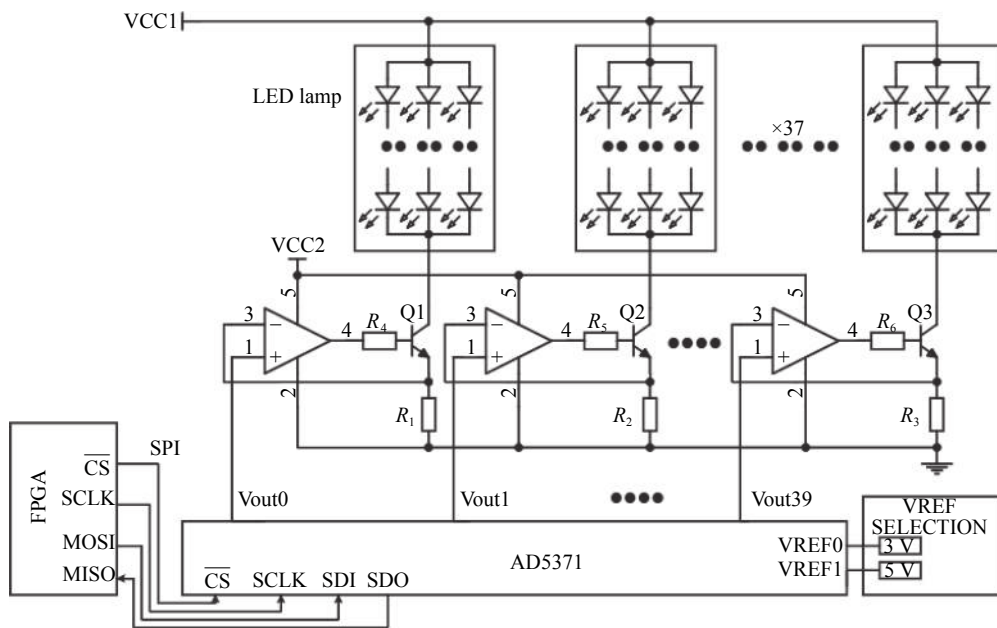 VCC1
LED lamp
×37
VCC2
5
5
5
3
1
4
2
R4
Q1
R1
3
1
4
2
R5
Q2
R2
3
1
4
2
R6
Q3
R3
SPI
FPGA
CS
SCLK
MOSI
MISO
Vout0
Vout1
Vout39
AD5371
CS
SCLK
SDI
SDO
VREF0
VREF1
VREF
SELECTION
3 V
5 V